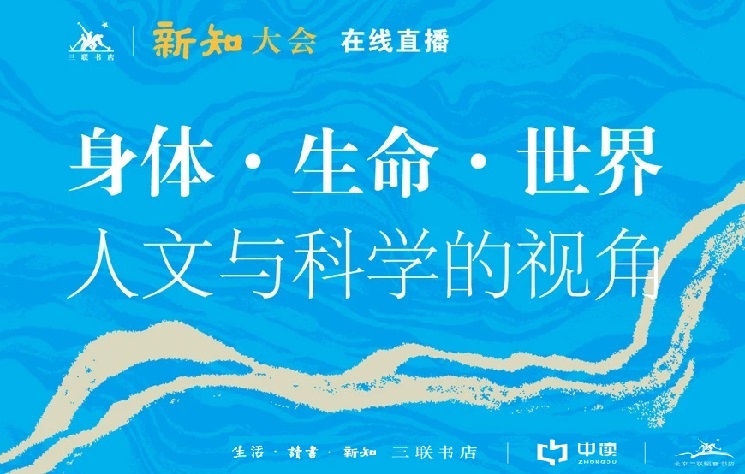 三联书店 新知大会 在线直播
身体·生命·世界
人文与科学的视角
生活·讀書·新知 三联书店 中读
ZHONGDU